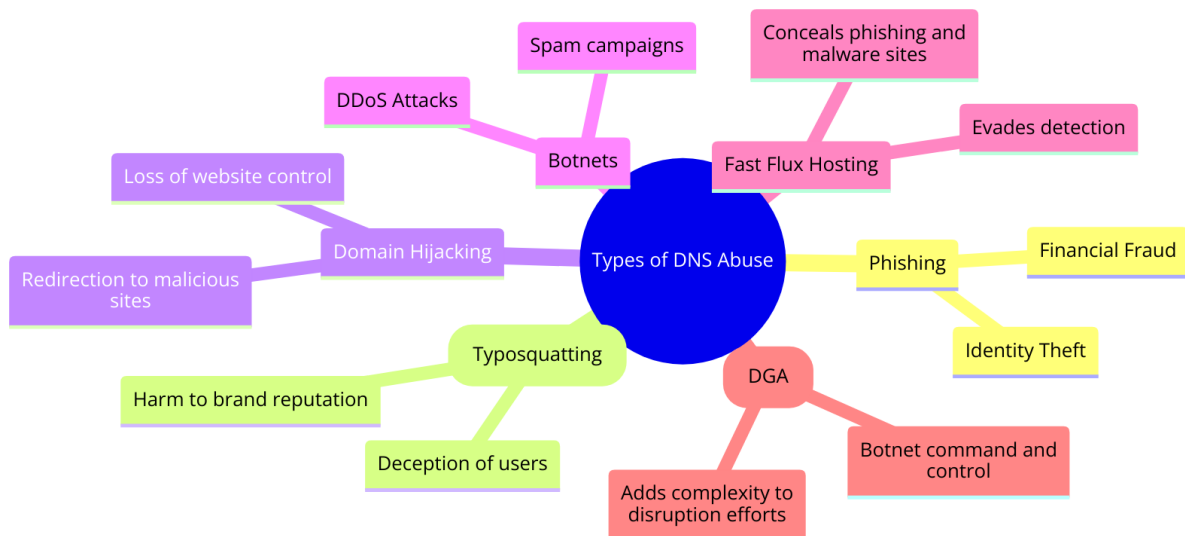 Types of DNS Abuse
Phishing
Financial Fraud
Identity Theft
DGA
Botnet command and
control
Adds complexity to
disruption efforts
Typosquatting
Deception of users
Harm to brand reputation
Domain Hijacking
Redirection to malicious
sites
Loss of website control
Botnets
DDoS Attacks
Spam campaigns
Fast Flux Hosting
Conceals phishing and
malware sites
Evades detection